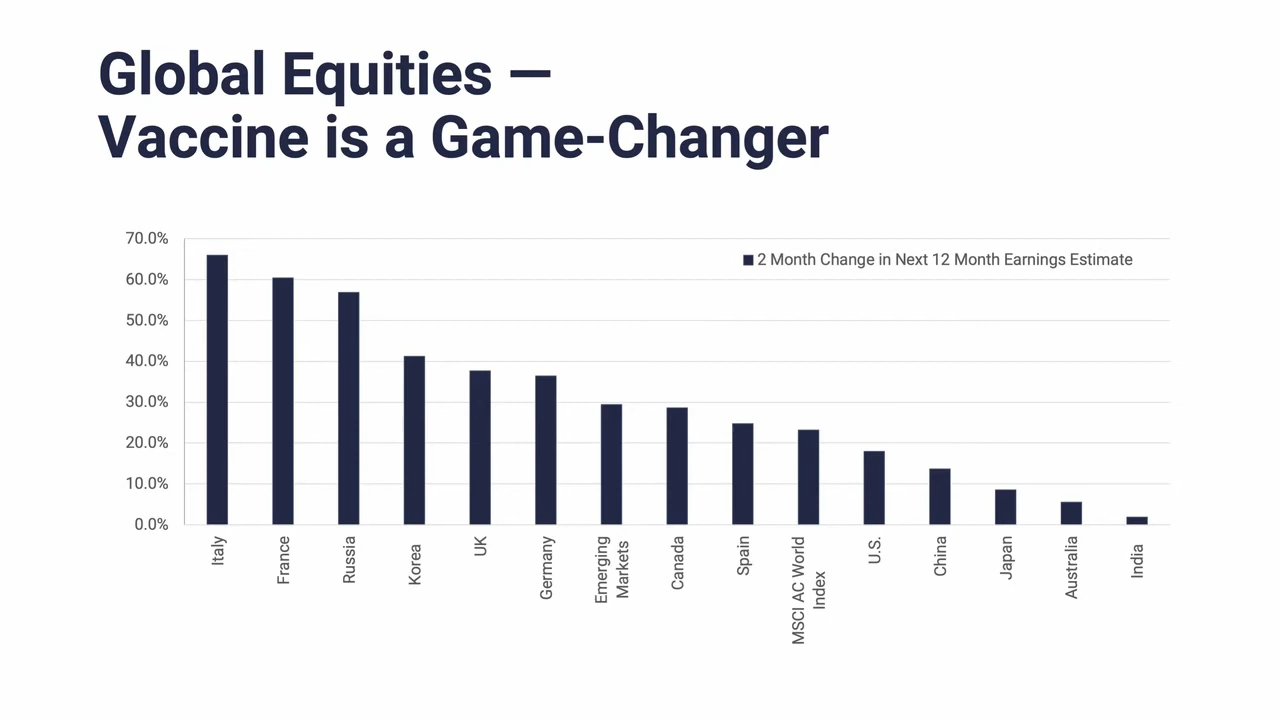 Global Equities —
Vaccine is a Game-Changer
70.0%
60.0%
50.0%
40.0%
30.0%
20.0%
10.0%
0.0%
2 Month Change in Next 12 Month Earnings Estimate
Italy
France
Russia
Korea
UK
Germany
Emerging
Markets
Canada
Spain
MSCI AC World
Index
U.S.
China
Japan
Australia
India